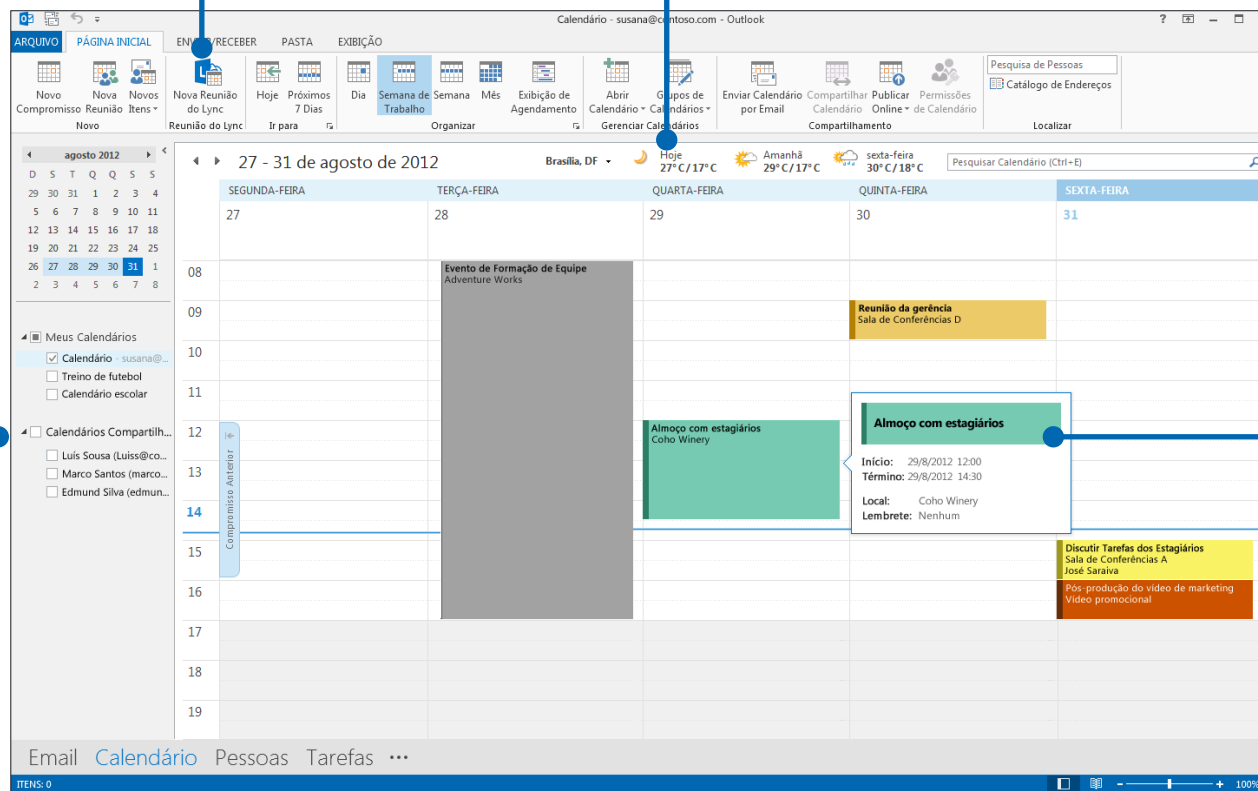 Calendário - susana@contoso.com - Outlook
ARQUIVO PÁGINA INICIAL ENVIAR/RECEBER PASTA EXIBIÇÃO
Novo Compromisso
Nova Reunião
Novos Itens
Nova Reunião do Lync
Hoje
Próximos 7 Dias
Dia
Semana de Trabalho
Semana
Mês
Exibição de Agendamento
Abrir Calendário
Grupos de Calendários
Enviar Calendário por Email
Compartilhar Calendário
Publicar Online
Permissões de Calendário
Pesquisa de Pessoas
Catálogo de Endereços
Novo
Reunião do Lync
Ir para
Organizar
Gerenciar Calendários
Compartilhamento
Localizar
agosto 2012
D S T Q Q S S
29 30 31 1 2 3 4
5 6 7 8 9 10 11
12 13 14 15 16 17 18
19 20 21 22 23 24 25
26 27 28 29 30 31 1
2 3 4 5 6 7 8
Meus Calendários
Calendário - susana@...
Treino de futebol
Calendário escolar
Calendários Compartilh...
Luís Sousa (Luiss@co...
Marco Santos (marco...
Edmund Silva (edmun...
27 - 31 de agosto de 2012
Brasília, DF
Hoje
27°C/17°C
Amanhã
29°C/17°C
sexta-feira
30°C/18°C
Pesquisar Calendário (Ctrl+E)
SEGUNDA-FEIRA TERÇA-FEIRA QUARTA-FEIRA QUINTA-FEIRA SEXTA-FEIRA
27 28 29 30 31
08
09
10
11
12
13
14
15
16
17
18
19
Compromisso Anterior
Evento de Formação de Equipe
Adventure Works
Almoço com estagiários
Coho Winery
Reunião da gerência
Sala de Conferências D
Almoço com estagiários
Início: 29/8/2012 12:00
Término: 29/8/2012 14:30
Local: Coho Winery
Lembrete: Nenhum
Discutir Tarefas dos Estagiários
Sala de Conferências A
José Saraiva
Pós-produção do vídeo de marketing
Vídeo promocional
Email Calendário Pessoas Tarefas ...
ITENS: 0
100%